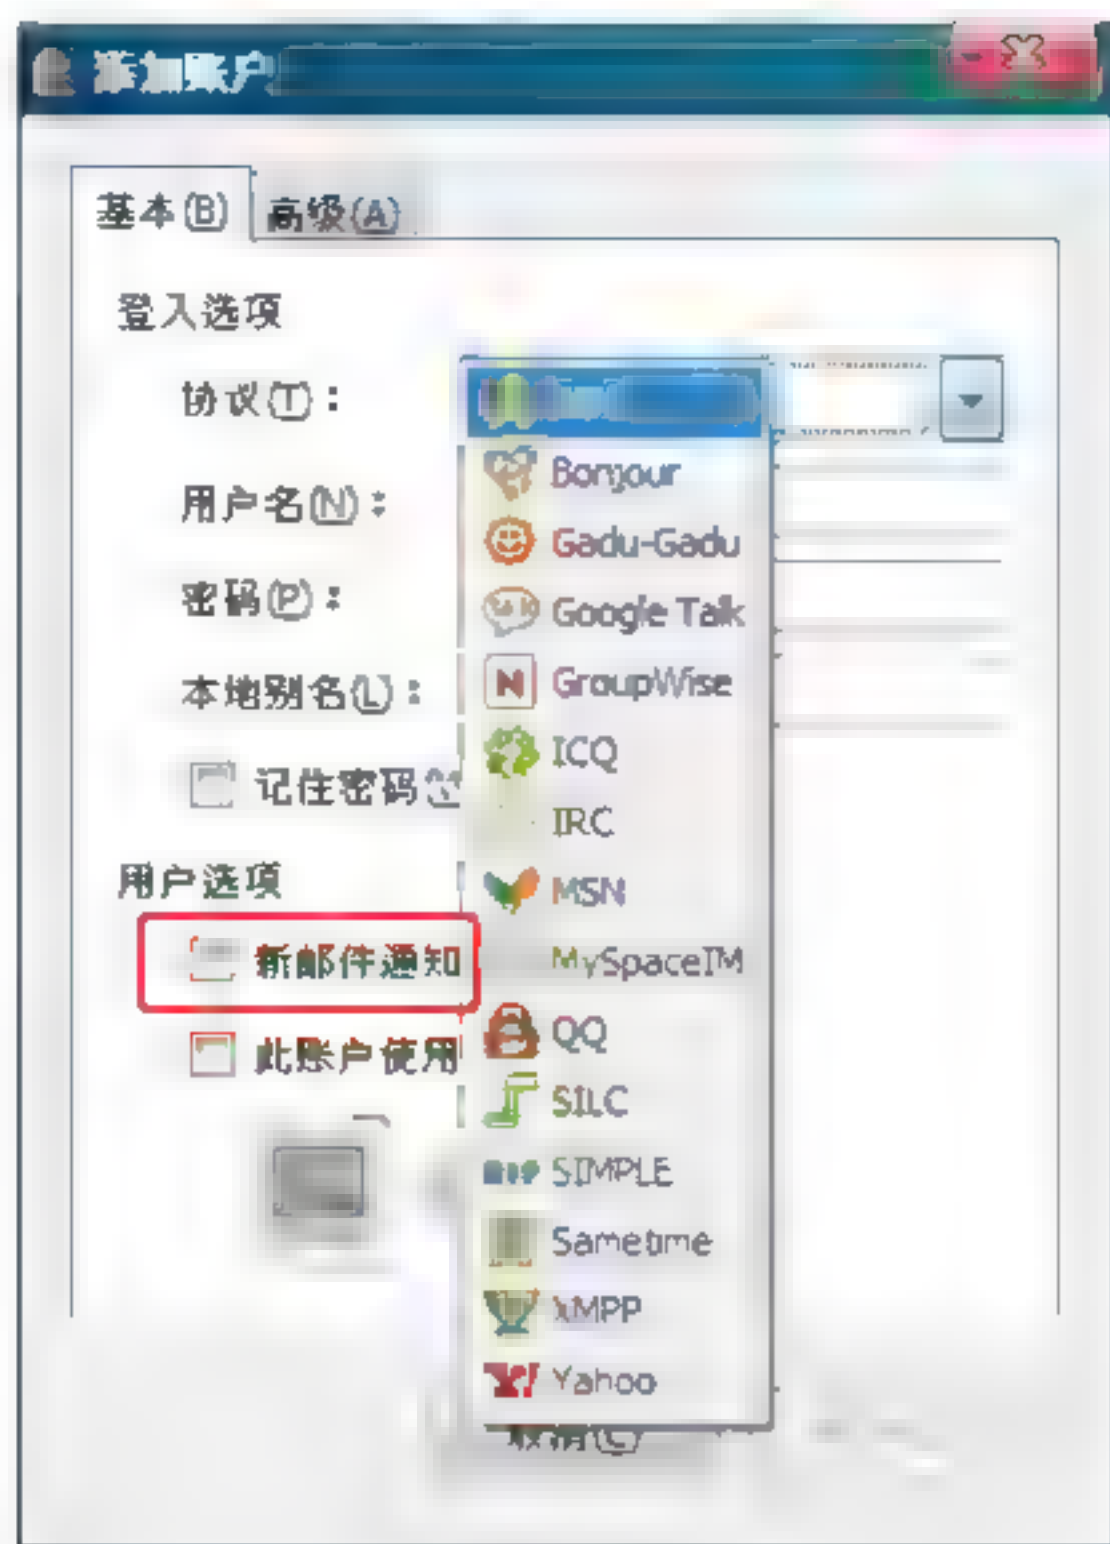 添加账户
基本(B) 高级(A)
登入选项
协议(T)：
用户名(N)：
密码(P)：
本地别名(L)：
记住密码
用户选项
新邮件通知
此账户使用
Bonjour
Gadu-Gadu
Google Talk
GroupWise
ICQ
IRC
MSN
MySpaceIM
QQ
SILC
SIMPLE
Sametime
XMPP
Yahoo
取消(C)